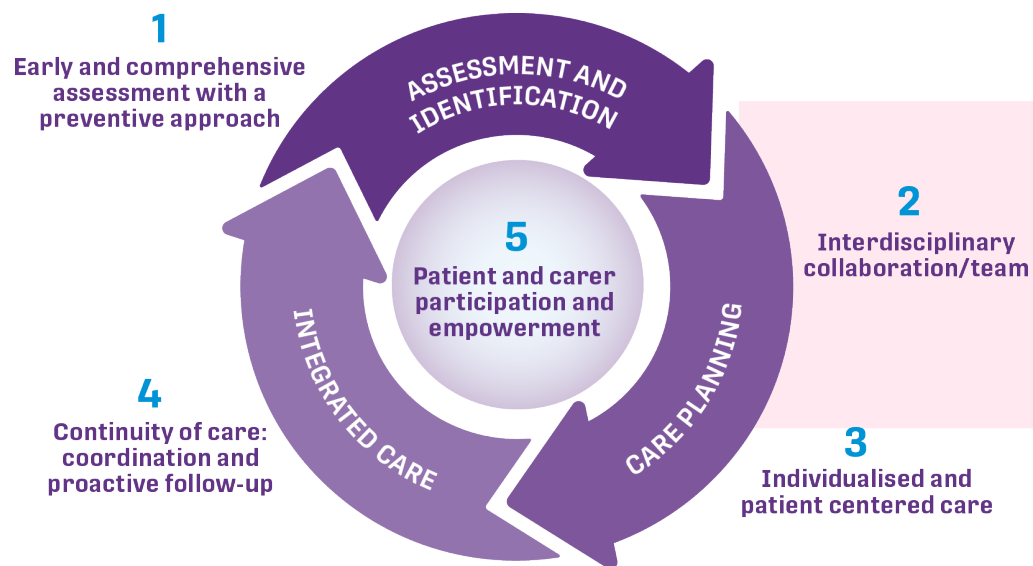 1
Early and comprehensive
assessment with a
preventive approach
ASSESSMENT AND
IDENTIFICATION
2
Interdisciplinary
collaboration/team
5
Patient and carer
participation and
empowerment
CARE PLANNING
3
Individualised and
patient centered care
INTEGRATED CARE
4
Continuity of care:
coordination and
proactive follow-up